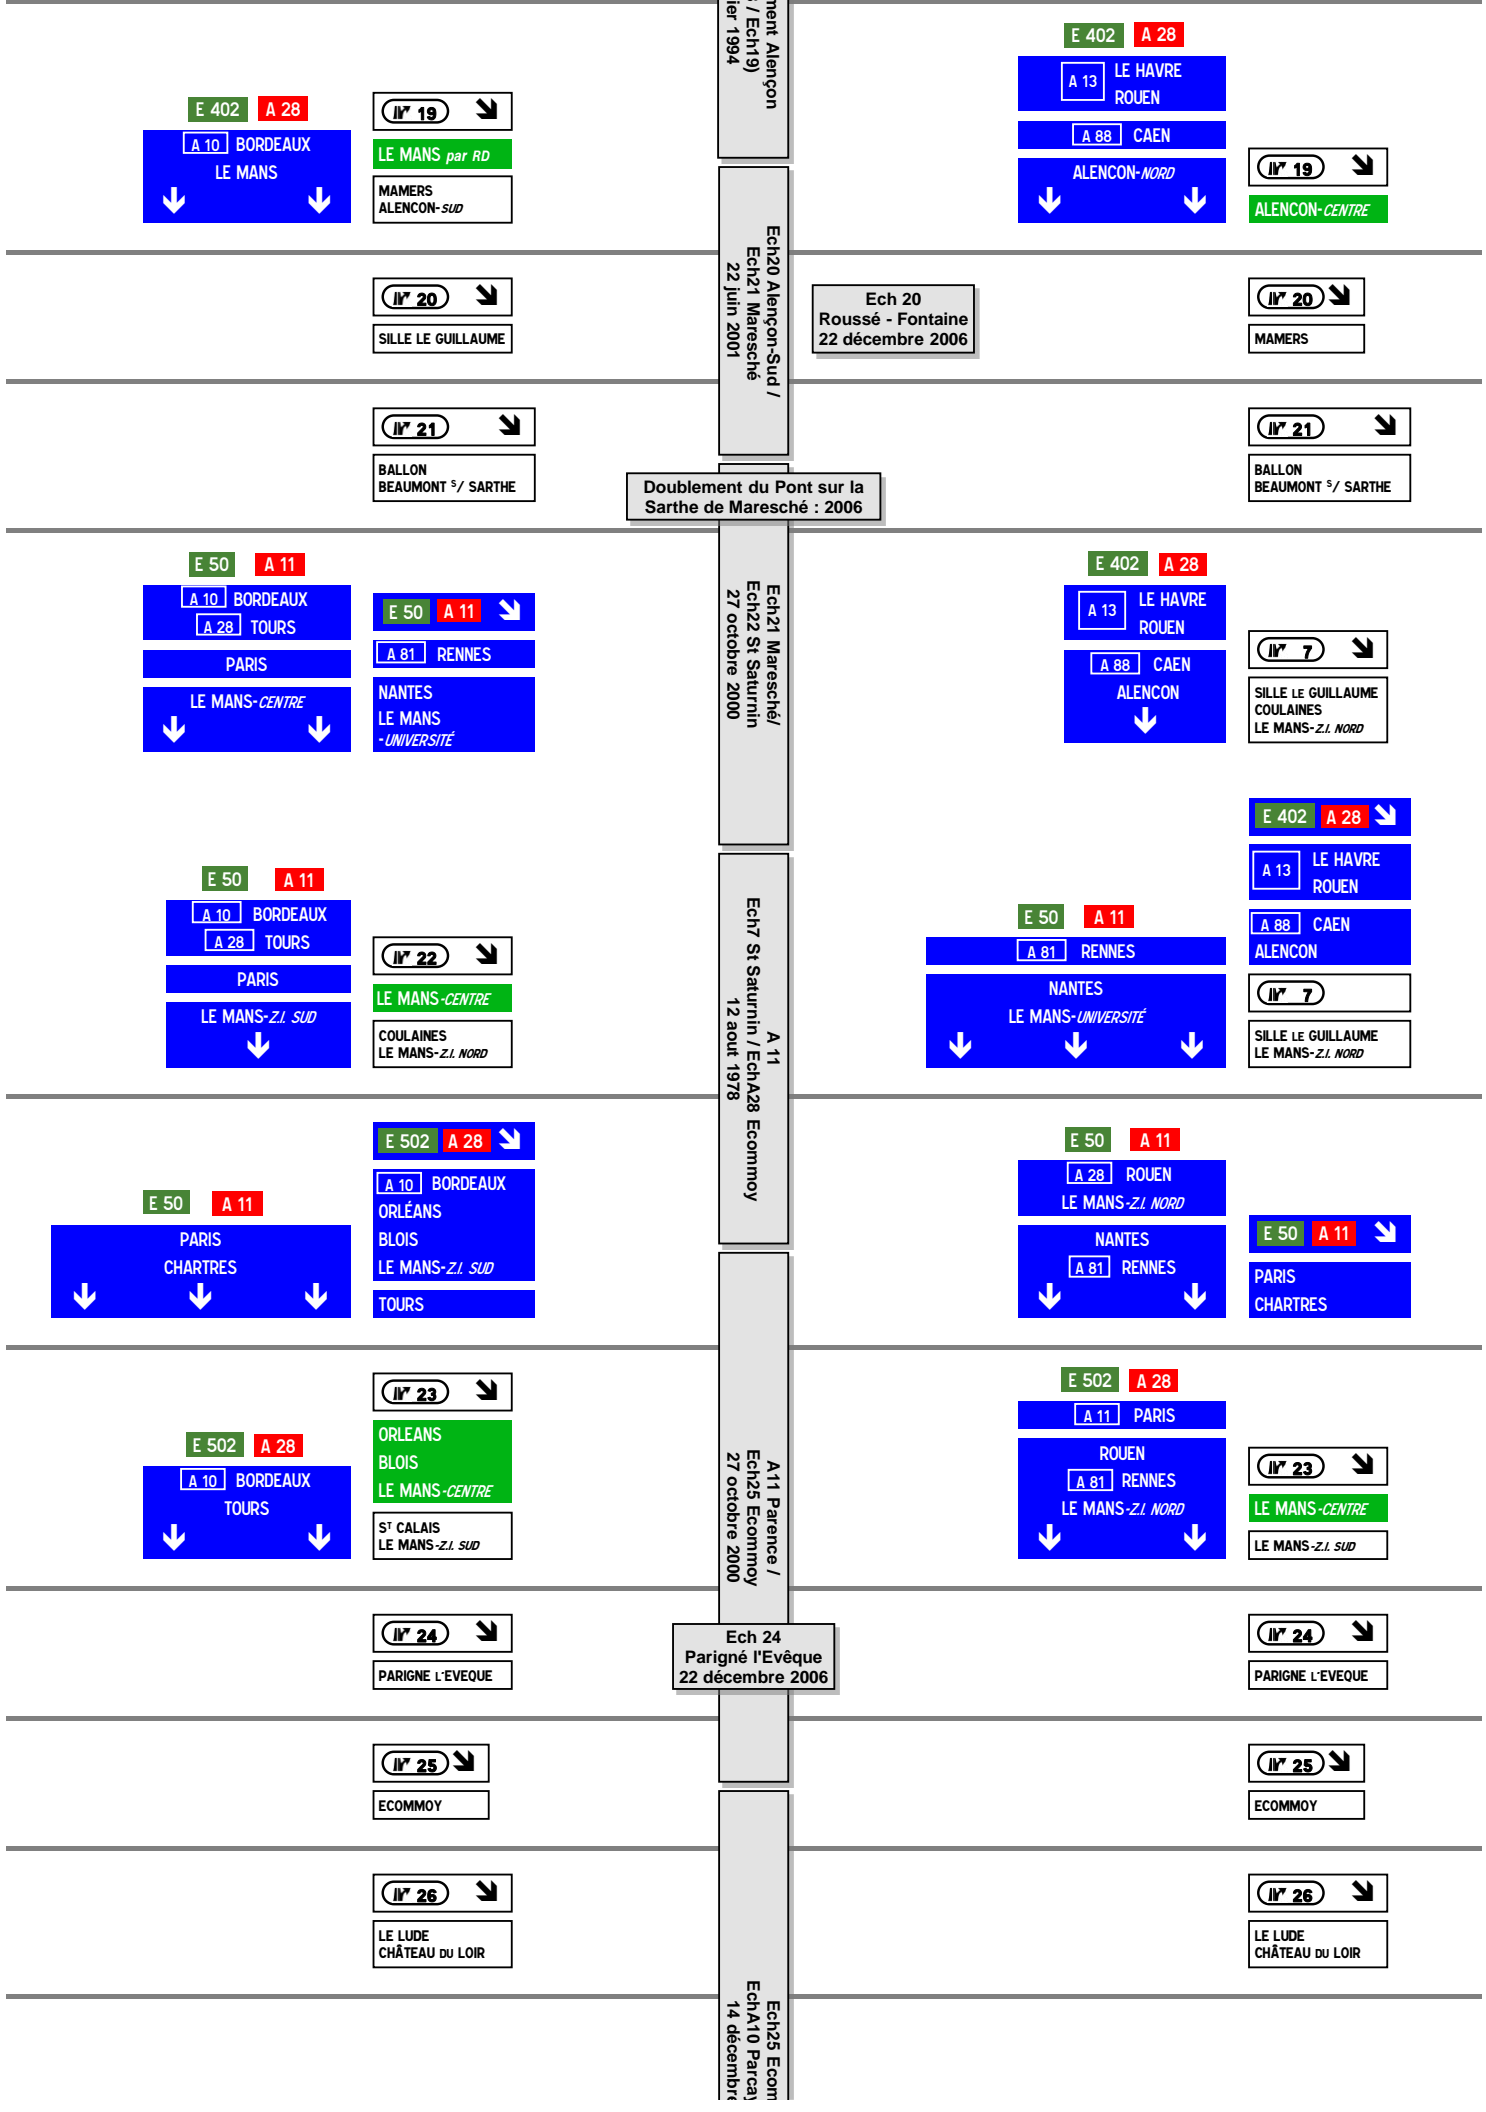 ment Alençon
/ Ech19)
ier 1994
E 402 A 28
A 10 BORDEAUX
LE MANS
19
LE MANS par RD
MAMERS
ALENCON-SUD
E 402 A 28
A 13 LE HAVRE
ROUEN
A 88 CAEN
ALENCON-NORD
19
ALENCON-CENTRE
Ech20 Alençon-Sud /
Ech21 Maresché
22 juin 2001
20
SILLE LE GUILLAUME
Ech 20
Roussé - Fontaine
22 décembre 2006
20
MAMERS
21
BALLON
BEAUMONT S/ SARTHE
21
BALLON
BEAUMONT S/ SARTHE
Doublement du Pont sur la
Sarthe de Maresché : 2006
E 50 A 11
A 10 BORDEAUX
A 28 TOURS
PARIS
LE MANS-CENTRE
E 50 A 11
A 81 RENNES
NANTES
LE MANS
-UNIVERSITÉ
Ech21 Maresché/
Ech22 St Saturnin
27 octobre 2000
E 402 A 28
A 13 LE HAVRE
ROUEN
A 88 CAEN
ALENCON
7
SILLE LE GUILLAUME
COULAINES
LE MANS-Z.I. NORD
E 50 A 11
A 10 BORDEAUX
A 28 TOURS
PARIS
LE MANS-Z.I. SUD
22
LE MANS-CENTRE
COULAINES
LE MANS-Z.I. NORD
A 11
Ech7 St Saturnin / EchA28 Ecommoy
12 aout 1978
E 50 A 11
A 81 RENNES
NANTES
LE MANS-UNIVERSITÉ
E 402 A 28
A 13 LE HAVRE
ROUEN
A 88 CAEN
ALENCON
7
SILLE LE GUILLAUME
LE MANS-Z.I. NORD
E 50 A 11
PARIS
CHARTRES
E 502 A 28
A 10 BORDEAUX
ORLÉANS
BLOIS
LE MANS-Z.I. SUD
TOURS
E 50 A 11
A 28 ROUEN
LE MANS-Z.I. NORD
NANTES
A 81 RENNES
E 50 A 11
PARIS
CHARTRES
E 502 A 28
A 10 BORDEAUX
TOURS
23
ORLEANS
BLOIS
LE MANS-CENTRE
ST CALAIS
LE MANS-Z.I. SUD
A11 Parence /
Ech25 Ecommoy
27 octobre 2000
E 502 A 28
A 11 PARIS
ROUEN
A 81 RENNES
LE MANS-Z.I. NORD
23
LE MANS-CENTRE
LE MANS-Z.I. SUD
24
PARIGNE L'EVEQUE
Ech 24
Parigné l'Evêque
22 décembre 2006
24
PARIGNE L'EVEQUE
25
ECOMMOY
25
ECOMMOY
26
LE LUDE
CHÂTEAU DU LOIR
26
LE LUDE
CHÂTEAU DU LOIR
Ech25 Ecom
EchA10 Parcay
14 décembre